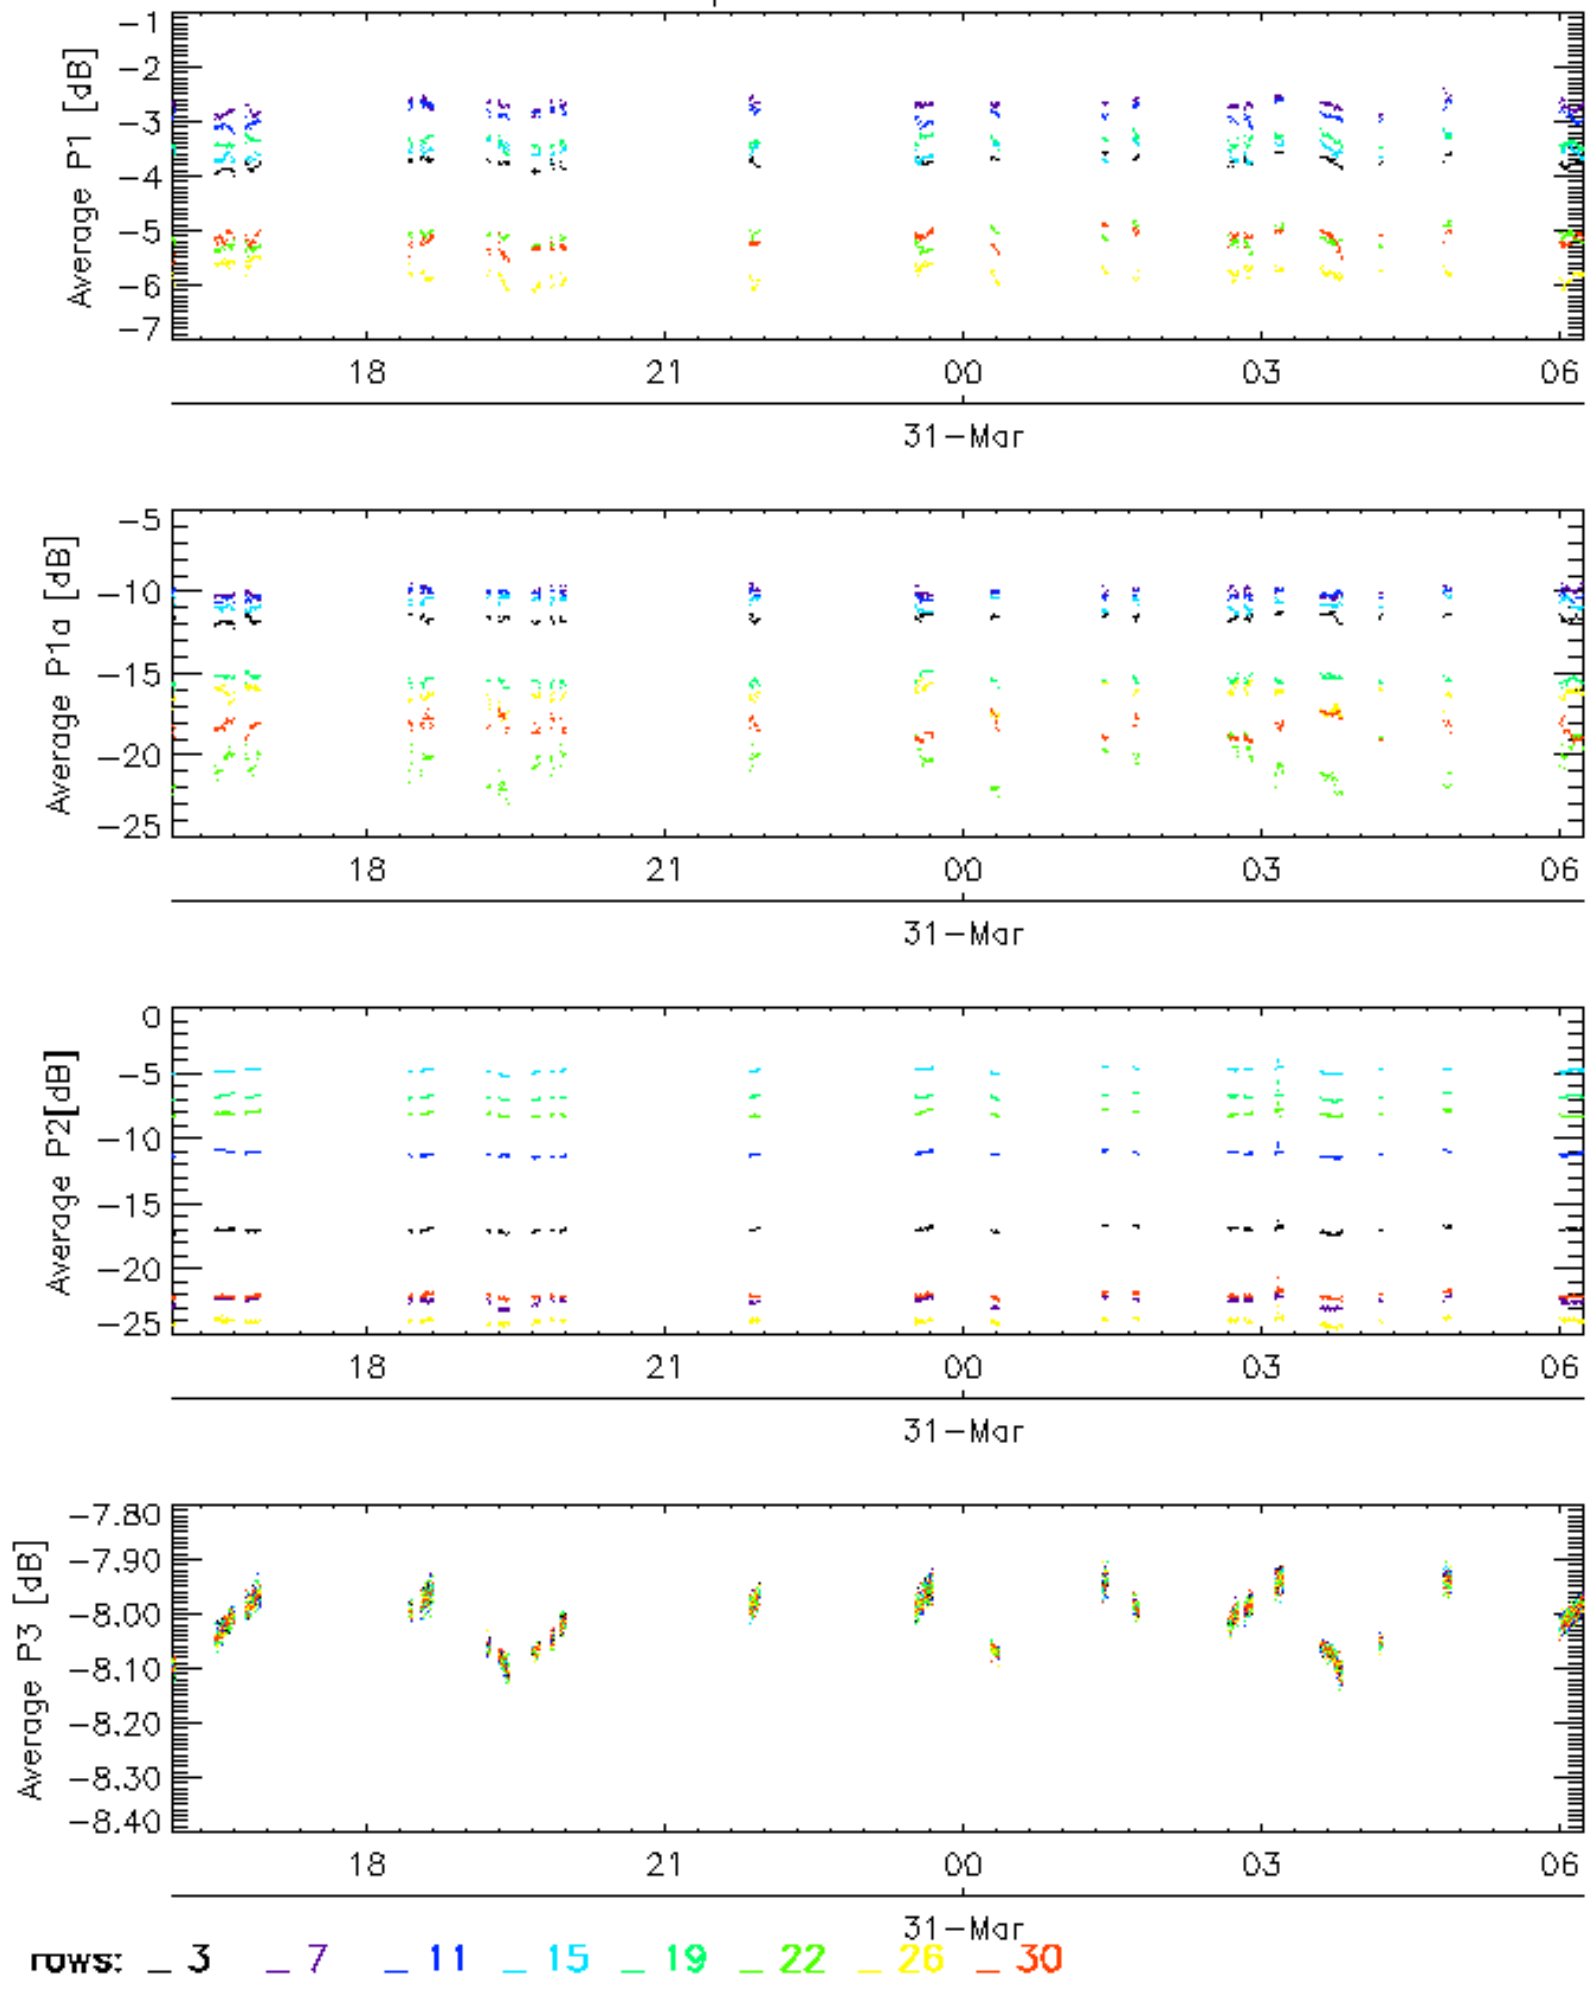 Average P1 [dB]
-1
-2
-3
-4
-5
-6
-7
18 21 00 03 06
31-Mar
Average P1a [dB]
-5
-10
-15
-20
-25
18 21 00 03 06
31-Mar
Average P2[dB]
0
-5
-10
-15
-20
-25
18 21 00 03 06
31-Mar
Average P3 [dB]
-7.80
-7.90
-8.00
-8.10
-8.20
-8.30
-8.40
18 21 00 03 06
31-Mar
rows: _ 3 _ 7 _ 11 _ 15 _ 19 _ 22 _ 26 _ 30